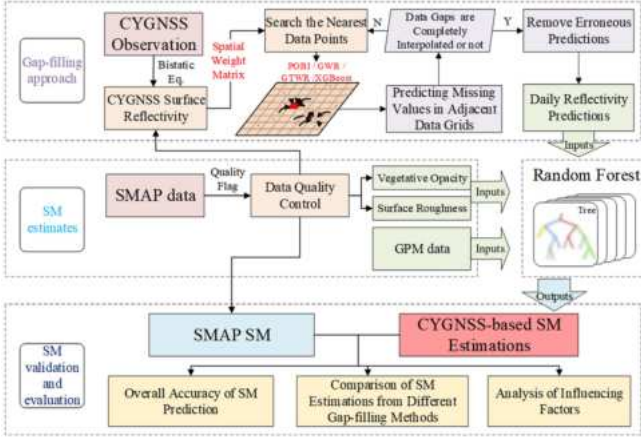 Gap-filling
approach
CYGNSS
Observation
Bistatic
Eq.
CYGNSS Surface
Reflectivity
Spatial
Weight
Matrix
Search the Nearest
Data Points
POBI / GWR /
GTWR /XGBoost
N
Data Gaps are
Completely
Interpolated or not
Y
Predicting Missing
Values in Adjacent
Data Grids
Remove Erroneous
Predictions
Daily Reflectivity
Predictions
Inputs
SM
estimates
SMAP data
Quality
Flag
Data Quality
Control
Vegetative Opacity
Surface Roughness
Inputs
GPM data
Inputs
Random Forest
Tree
Outputs
SM
validation
and
evaluation
SMAP SM
CYGNSS-based SM
Estimations
Overall Accuracy of SM
Prediction
Comparison of SM
Estimations from Different
Gap-filling Methods
Analysis of Influencing
Factors